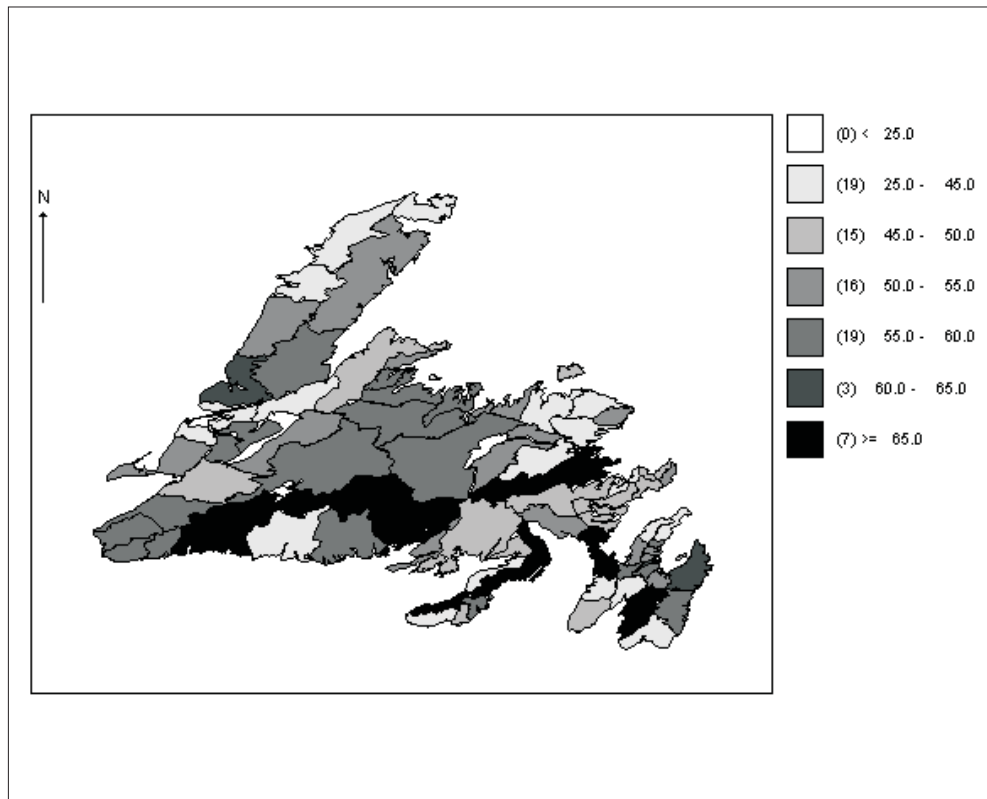 N
(0) < 25.0
(19) 25.0 - 45.0
(15) 45.0 - 50.0
(16) 50.0 - 55.0
(19) 55.0 - 60.0
(3) 60.0 - 65.0
(7) >= 65.0